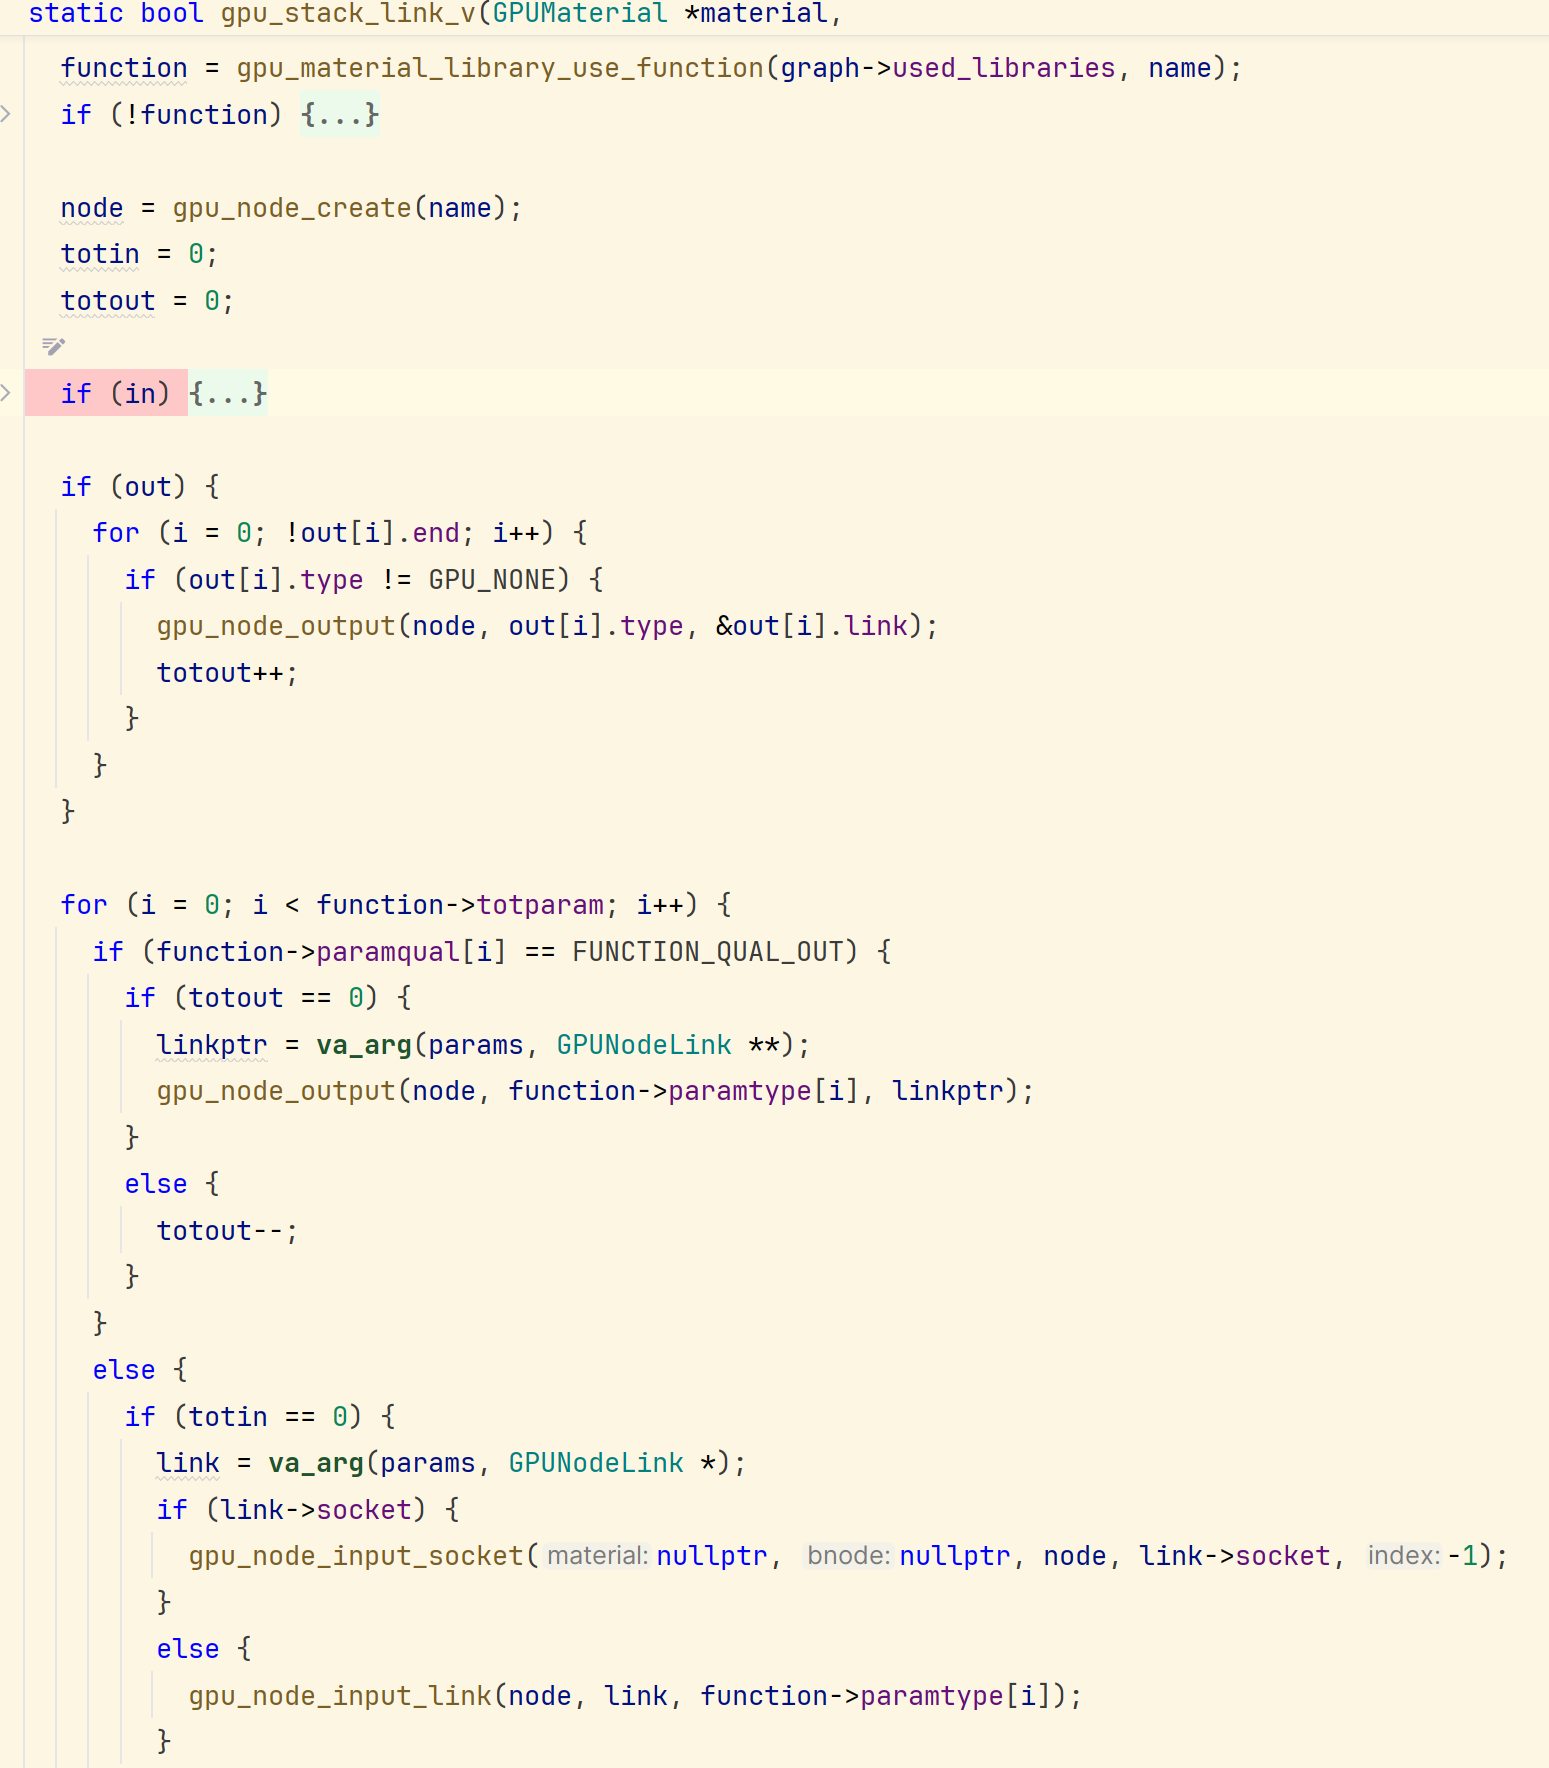 static bool gpu_stack_link_v(GPUMaterial *material,
function = gpu_material_library_use_function(graph->used_libraries, name);
if (!function) {...}
node = gpu_node_create(name);
totin = 0;
totout = 0;
if (in) {...}
if (out) {
for (i = 0; !out[i].end; i++) {
if (out[i].type != GPU_NONE) {
gpu_node_output(node, out[i].type, &out[i].link);
totout++;
}
}
}
for (i = 0; i < function->totparam; i++) {
if (function->paramqual[i] == FUNCTION_QUAL_OUT) {
if (totout == 0) {
linkptr = va_arg(params, GPUNodeLink **);
gpu_node_output(node, function->paramtype[i], linkptr);
}
else {
totout--;
}
}
else {
if (totin == 0) {
link = va_arg(params, GPUNodeLink *);
if (link->socket) {
gpu_node_input_socket( material: nullptr, bnode: nullptr, node, link->socket, index: -1);
}
else {
gpu_node_input_link(node, link, function->paramtype[i]);
}